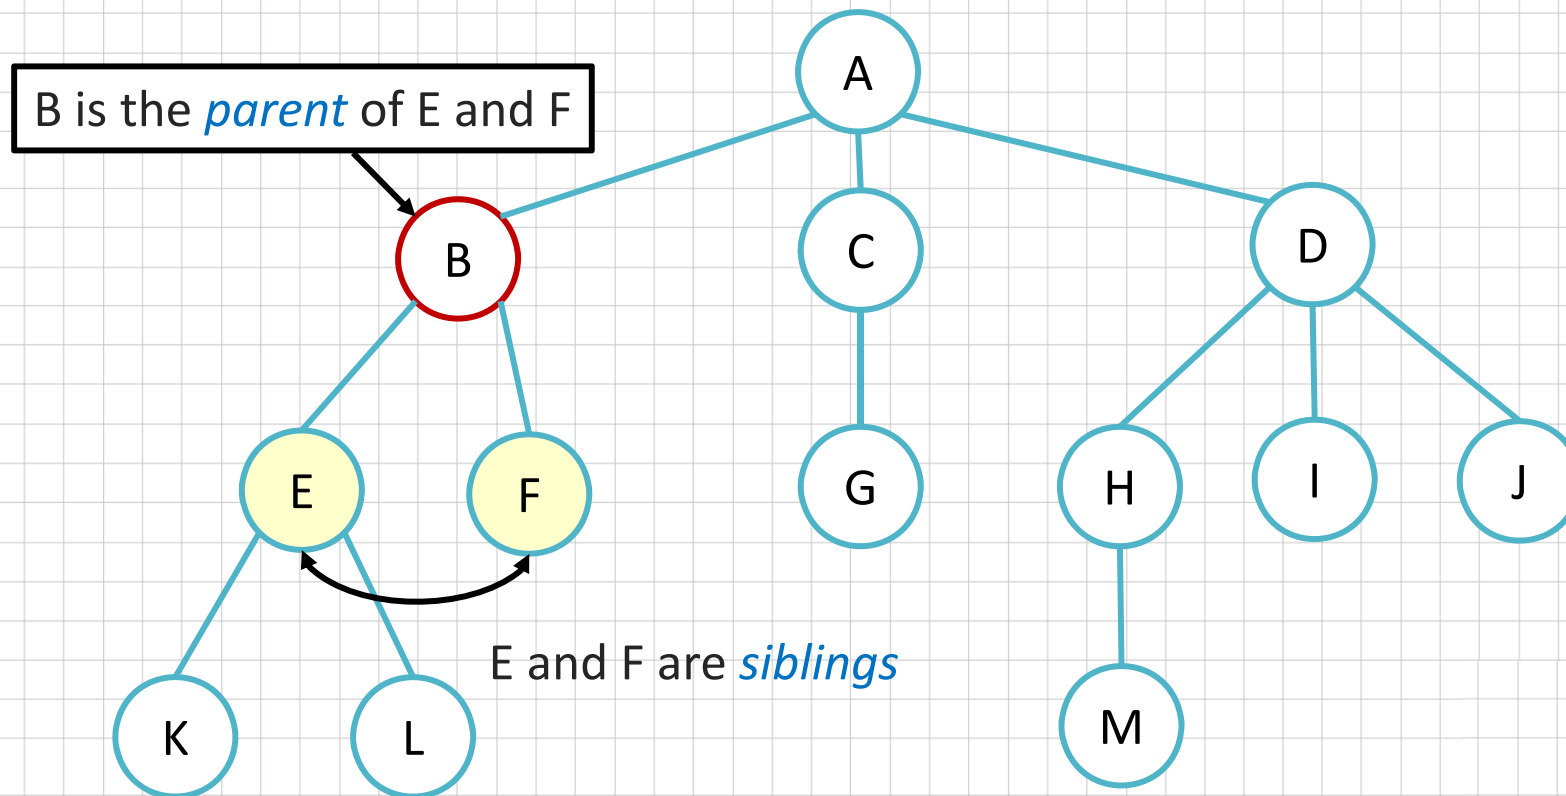 A
B is the parent of E and F
B
C
D
E
F
G
H
I
J
E and F are siblings
K
L
M